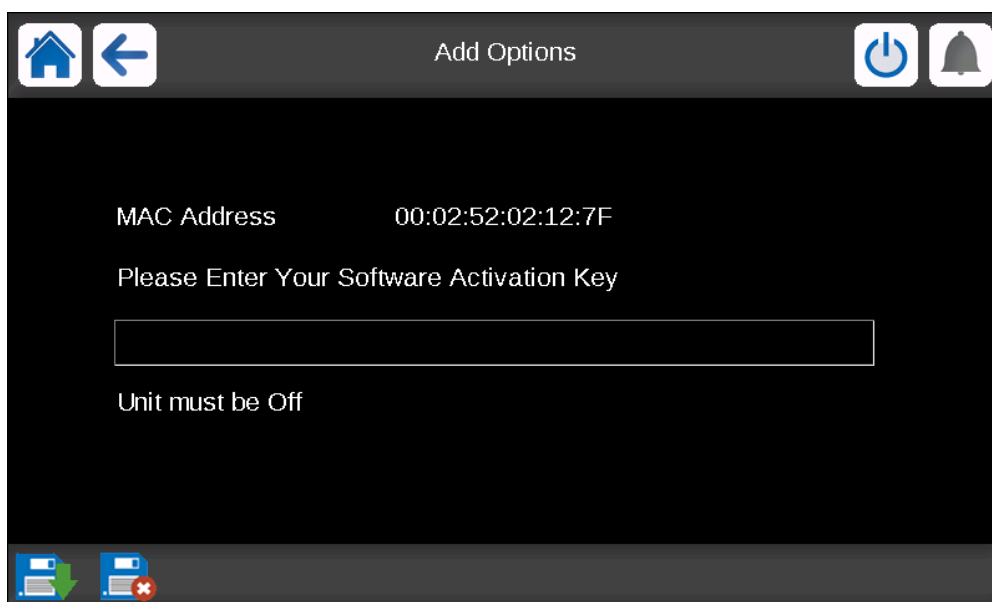 Add Options
MAC Address 00:02:52:02:12:7F
Please Enter Your Software Activation Key
Unit must be Off